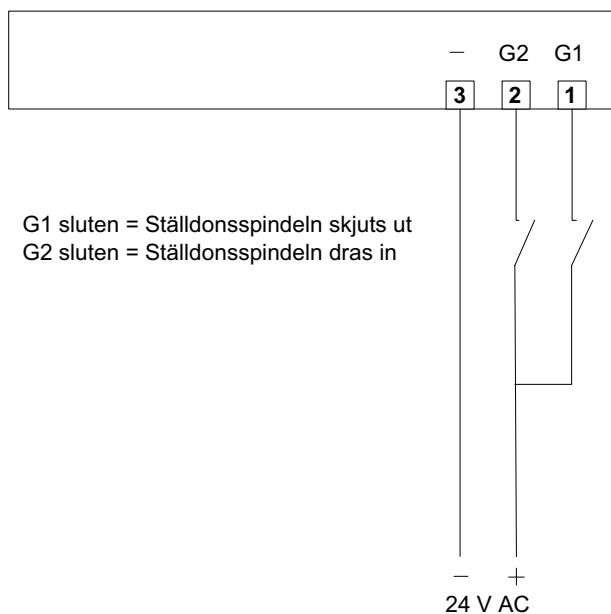 – G2 G1
3 2 1
G1 sluten = Ställdonsspindeln skjuts ut
G2 sluten = Ställdonsspindeln dras in
– +
24 V AC